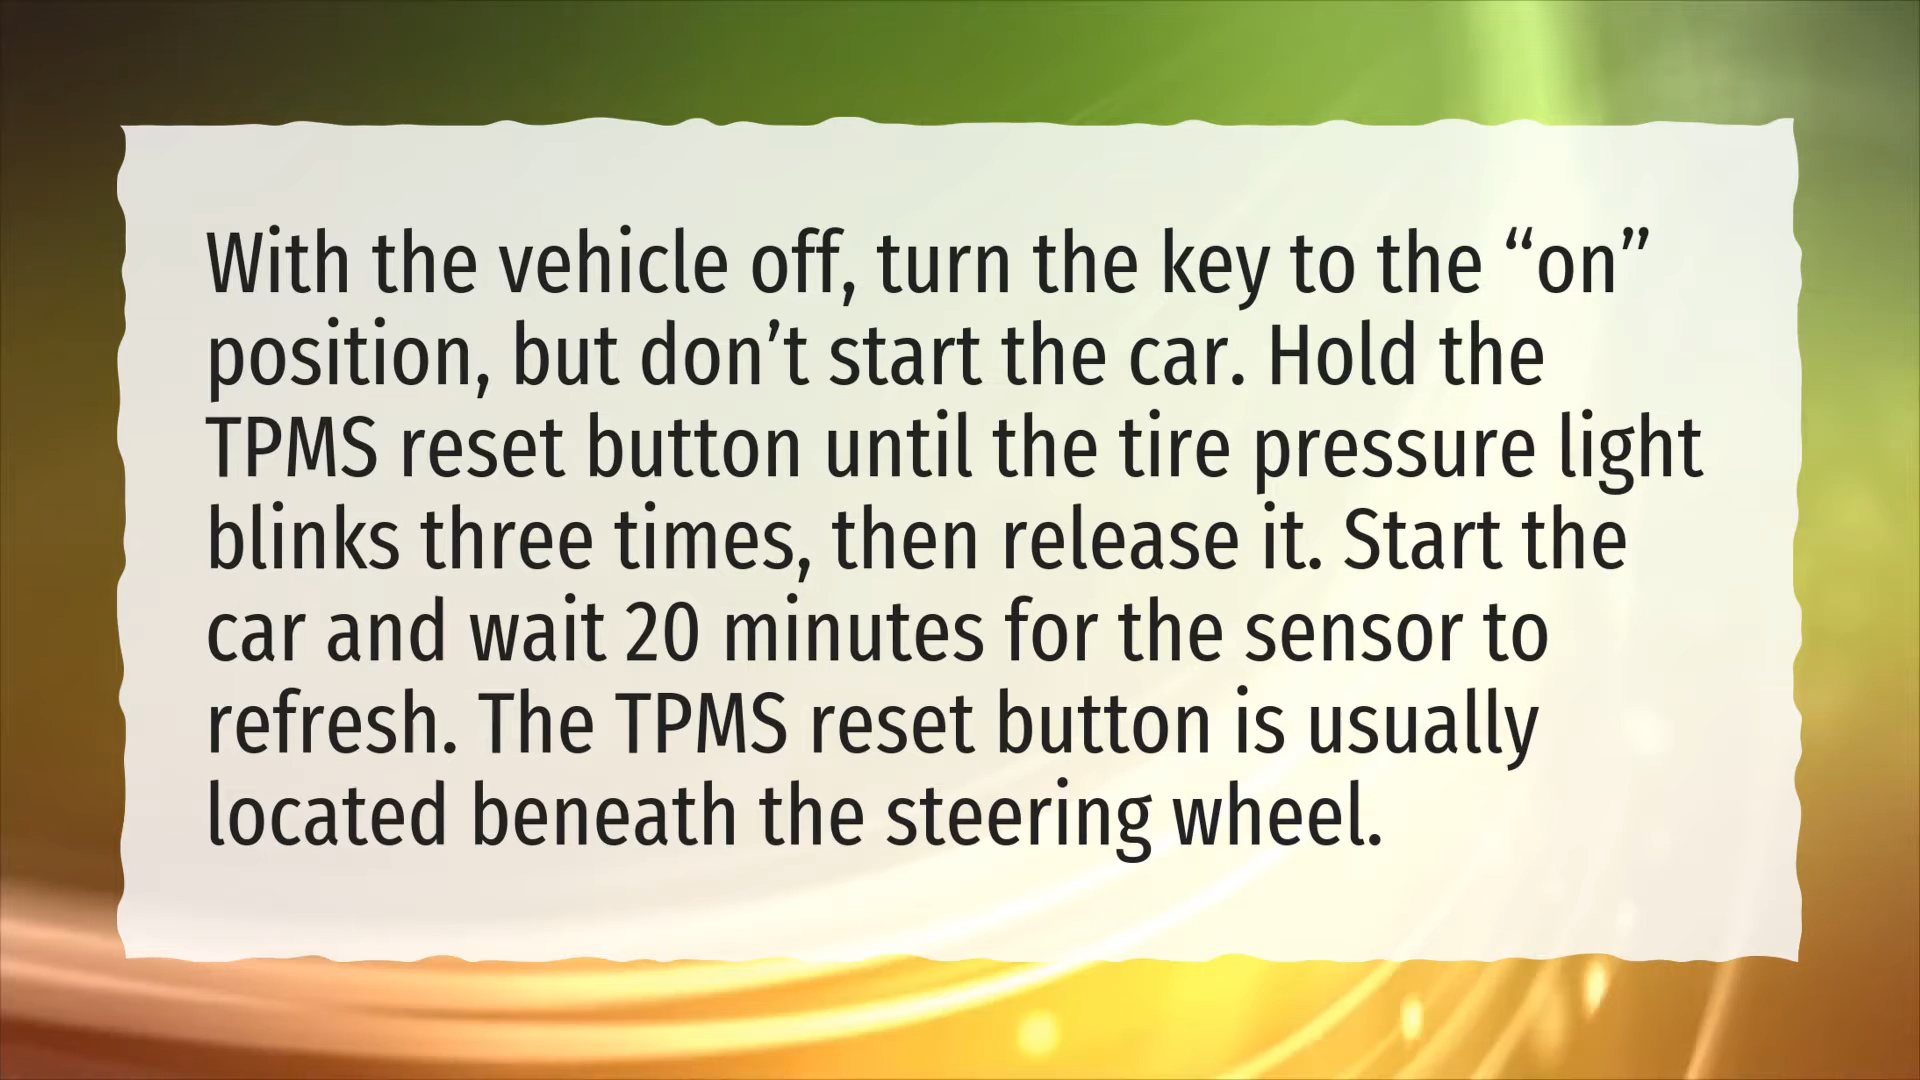 With the vehicle off, turn the key to the “on”
position, but don’t start the car. Hold the
TPMS reset button until the tire pressure light
blinks three times, then release it. Start the
car and wait 20 minutes for the sensor to
refresh. The TPMS reset button is usually
located beneath the steering wheel.